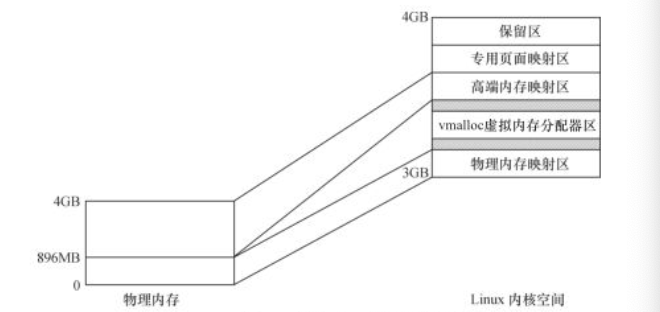 4GB
保留区
专用页面映射区
高端内存映射区
vmalloc虚拟内存分配器区
物理内存映射区
3GB
4GB
896MB
0
物理内存
Linux 内核空间